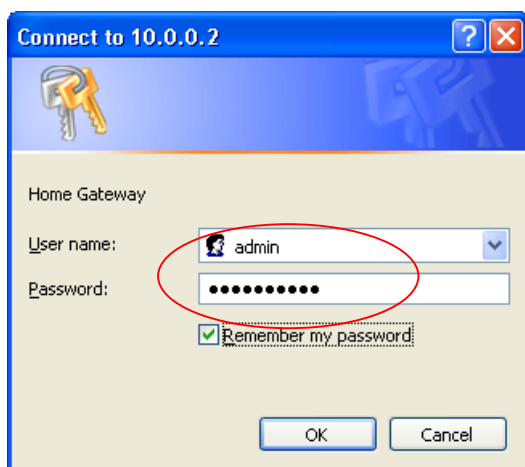 Connect to 10.0.0.2
Home Gateway
User name:
admin
Password:
••••••••••
Remember my password
OK
Cancel